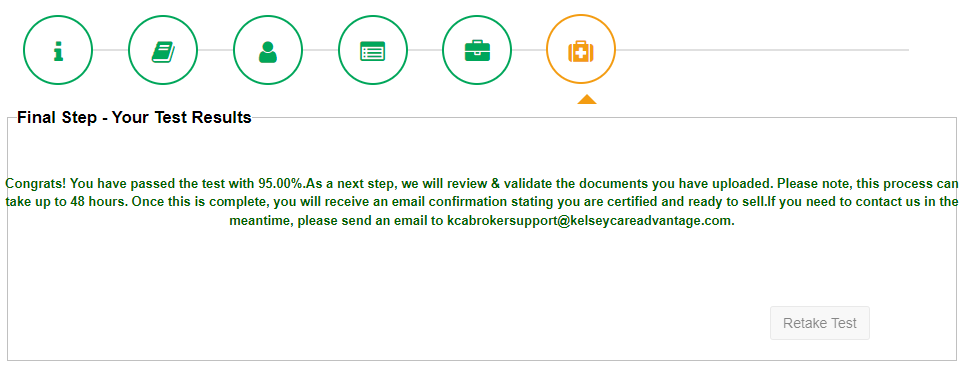 Final Step - Your Test Results
Congrats! You have passed the test with 95.00%.As a next step, we will review & validate the documents you have uploaded. Please note, this process can
take up to 48 hours. Once this is complete, you will receive an email confirmation stating you are certified and ready to sell.If you need to contact us in the
meantime, please send an email to kcabrokersupport@kelseycareadvantage.com.
Retake Test